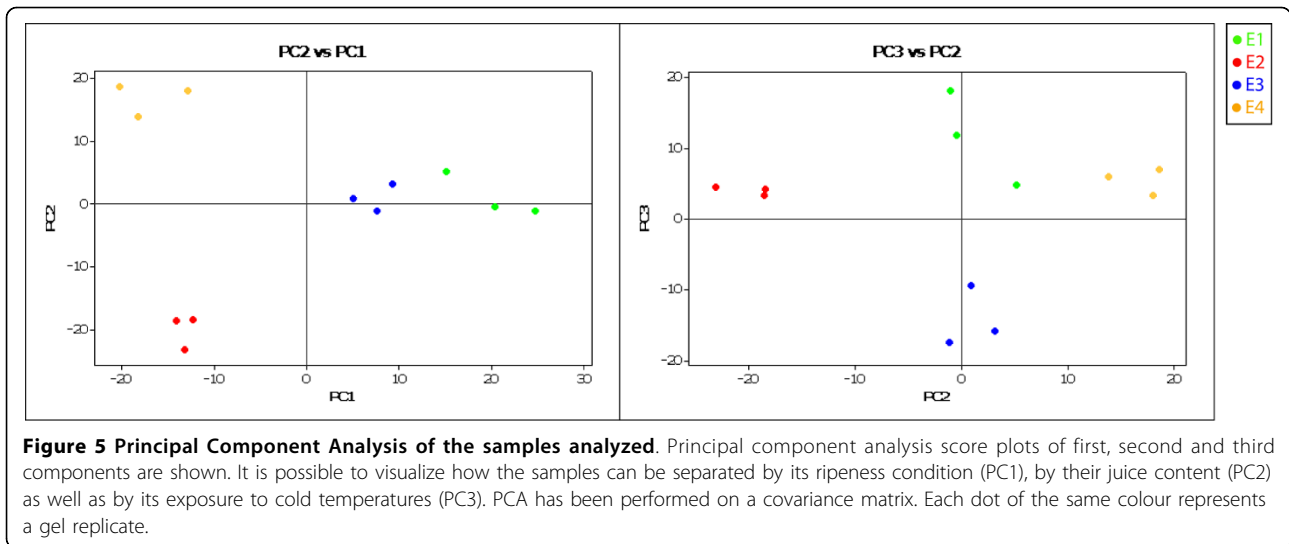 PC2 vs PC1
20
10
0
-10
-20
-20
-10
0
10
20
30
PC2
PC1
PC3 vs PC2
20
10
0
-10
-20
-20
-10
0
10
20
PC3
PC2
E1
E2
E3
E4
Figure 5 Principal Component Analysis of the samples analyzed. Principal component analysis score plots of first, second and third
components are shown. It is possible to visualize how the samples can be separated by its ripeness condition (PC1), by their juice content (PC2)
as well as by its exposure to cold temperatures (PC3). PCA has been performed on a covariance matrix. Each dot of the same colour represents
a gel replicate.